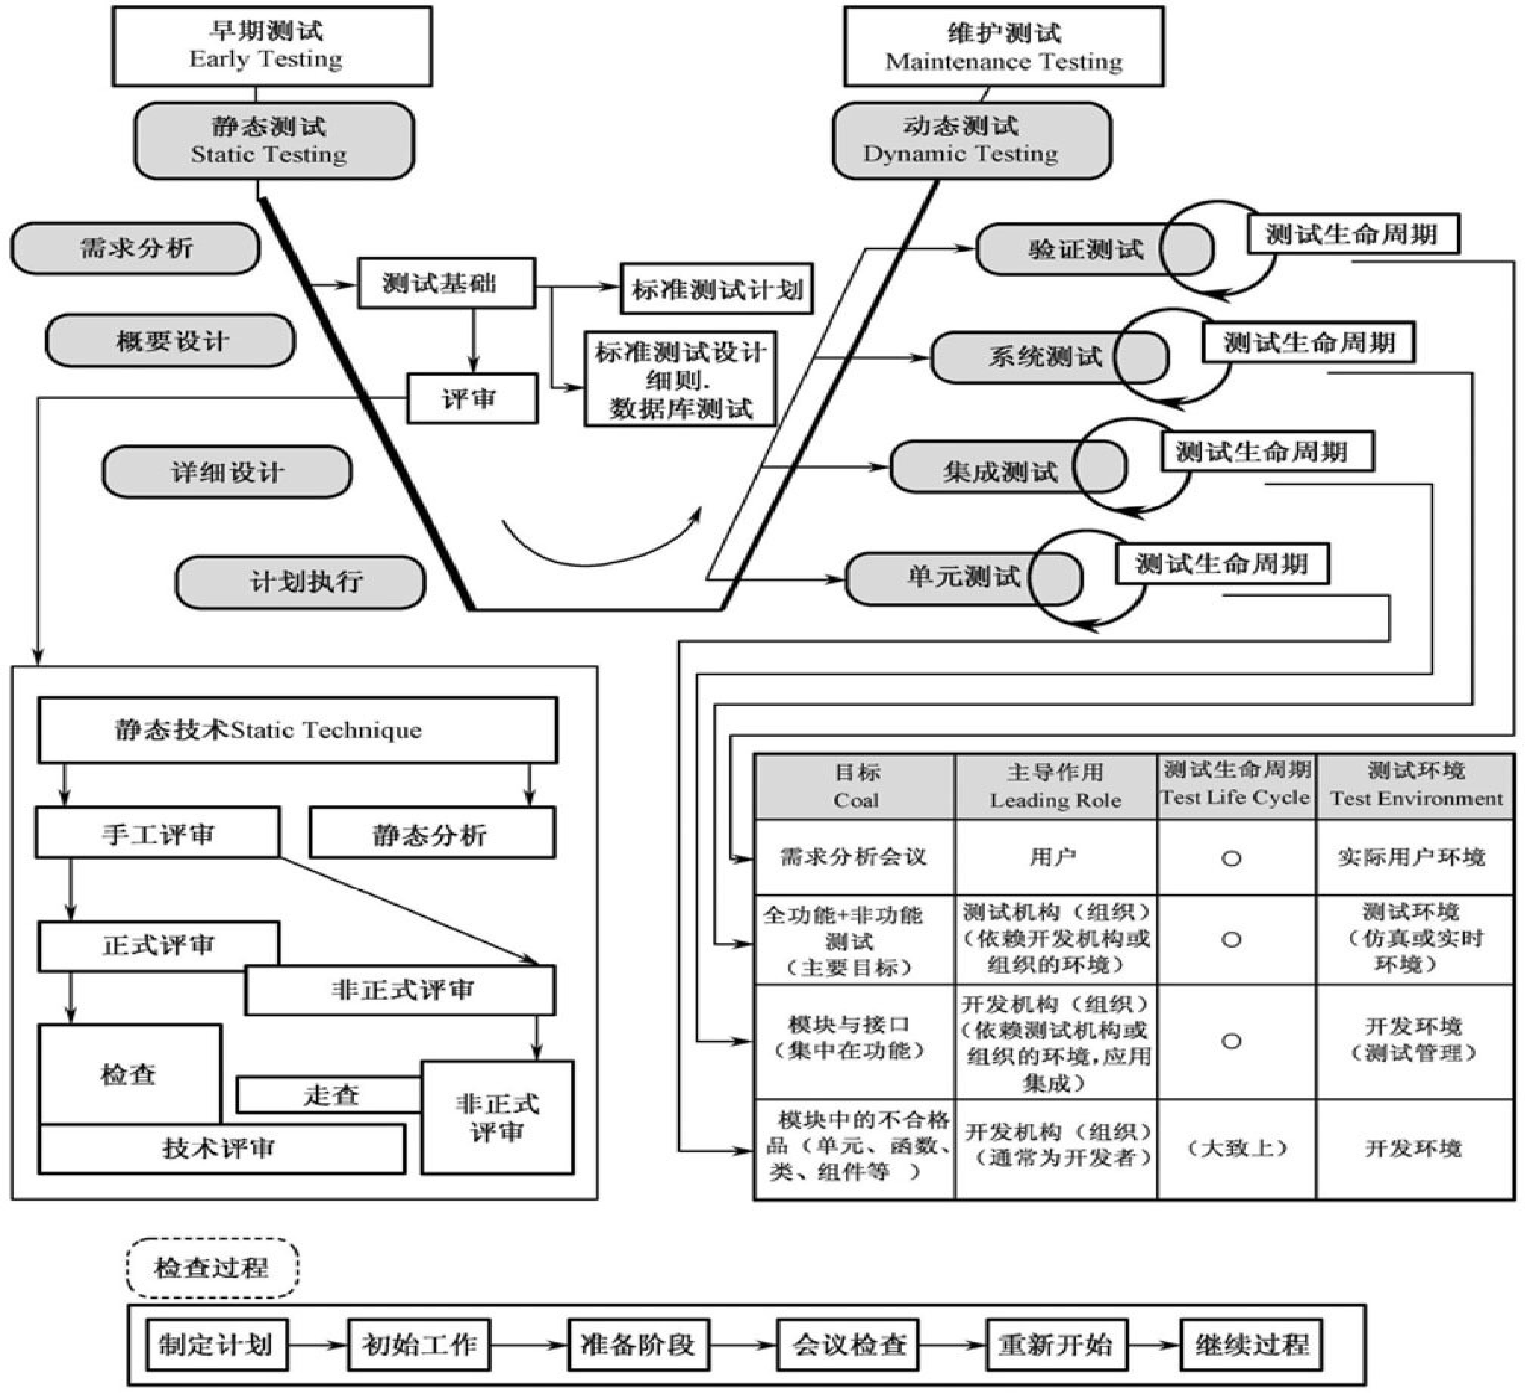 早期测试
Early Testing
维护测试
Maintenance Testing
静态测试
Static Testing
动态测试
Dynamic Testing
需求分析
概要设计
详细设计
计划执行
测试基础
标准测试计划
标准测试设计
细则.
数据库测试
评审
验证测试
测试生命周期
系统测试
测试生命周期
集成测试
测试生命周期
单元测试
测试生命周期
静态技术Static Technique
手工评审
静态分析
正式评审
非正式评审
检查
走查
非正式
评审
技术评审
目标
Coal
主导作用
Leading Role
测试生命周期
Test Life Cycle
测试环境
Test Environment
需求分析会议
用户
○
实际用户环境
全功能+非功能
测试
（主要目标）
测试机构（组织）
（依赖开发机构或
组织的环境）
○
测试环境
（仿真或实时
环境）
模块与接口
（集中在功能）
开发机构（组织）
（依赖测试机构或
组织的环境,应用
集成）
○
开发环境
（测试管理）
模块中的不合格
品（单元、函数、
类、组件等　）
开发机构（组织）
（通常为开发者）
（大致上）
开发环境
检查过程
制定计划
初始工作
准备阶段
会议检查
重新开始
继续过程